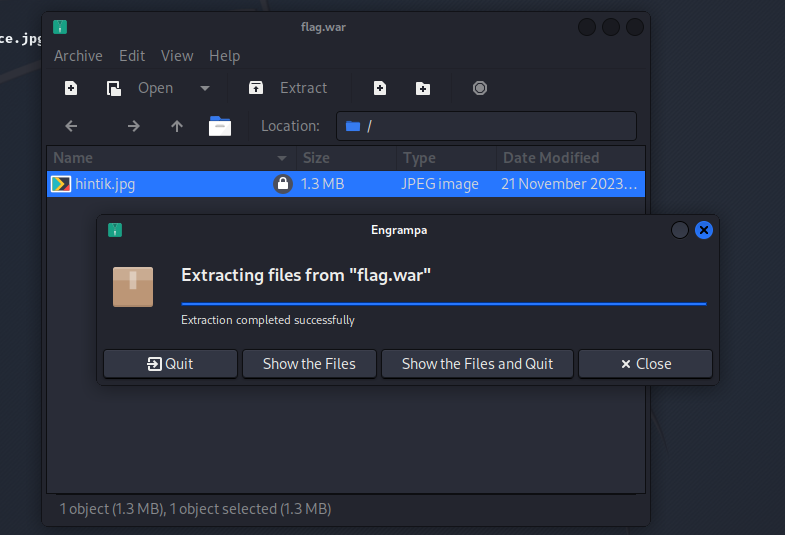 ce.jpg
flag.war
Archive Edit View Help
Open Extract
Location: /
Name Size Type Date Modified
hintik.jpg 1.3 MB JPEG image 21 November 2023...
Engrampa
Extracting files from "flag.war"
Extraction completed successfully
Quit Show the Files Show the Files and Quit Close
1 object (1.3 MB), 1 object selected (1.3 MB)